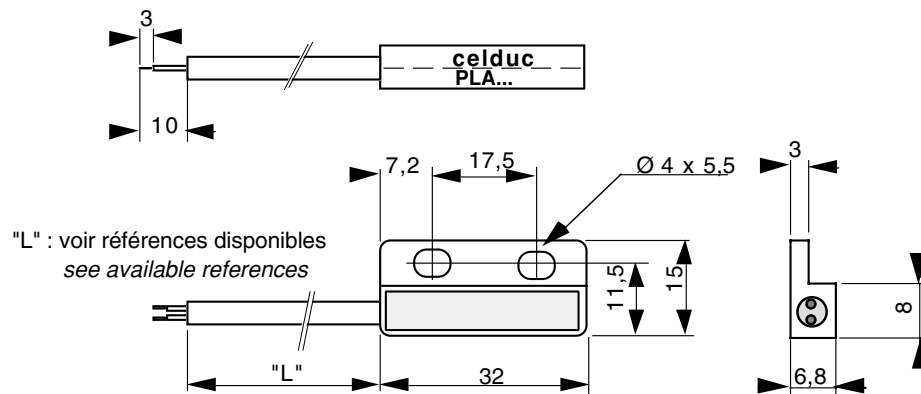 3
celduc
PLA...
10
7,2
17,5
Ø 4 x 5,5
3
"L" : voir références disponibles
see available references
11,5
15
8
"L"
32
6,8